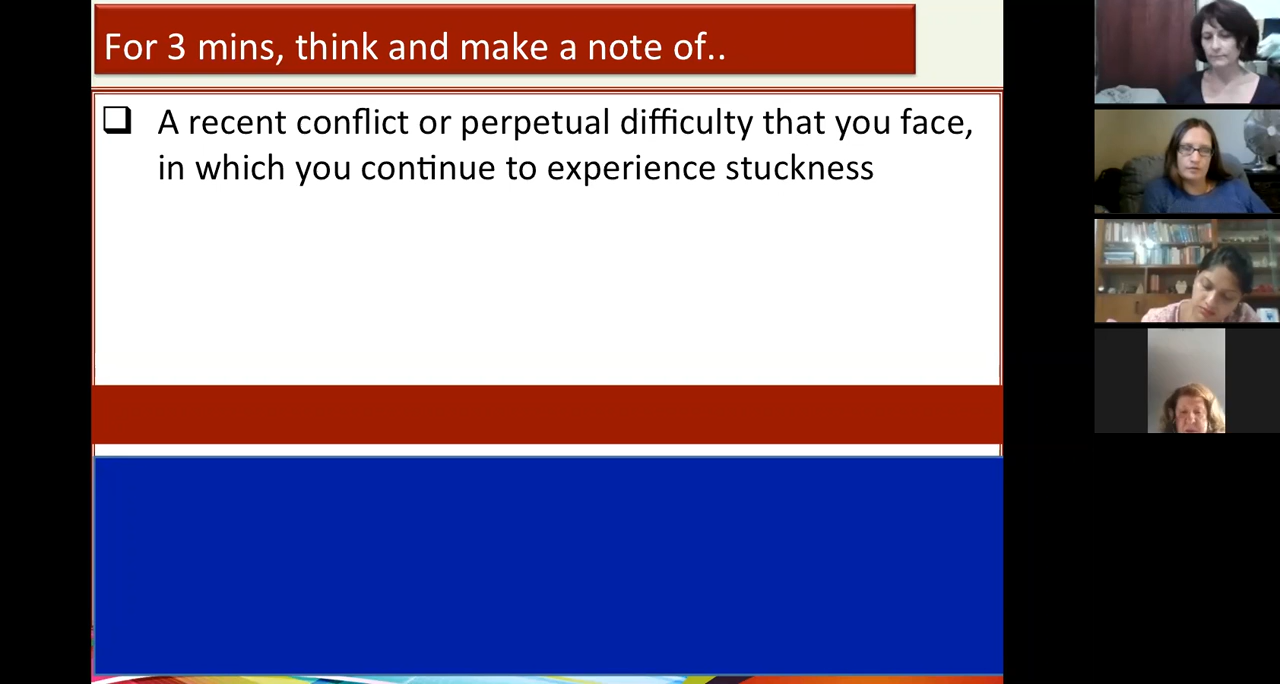 For 3 mins, think and make a note of..
A recent conflict or perpetual difficulty that you face,
in which you continue to experience stuckness